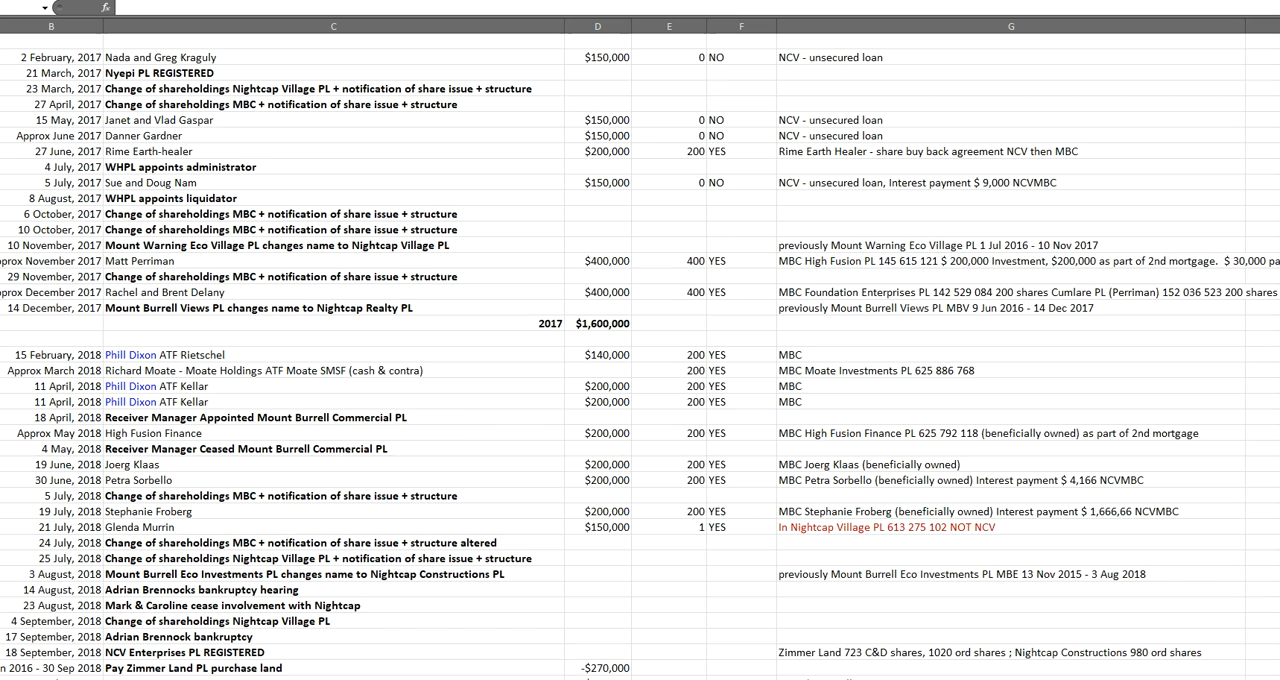 fx
B C D E F G
2 February, 2017 Nada and Greg Kraguly $150,000 0 NO NCV - unsecured loan
21 March, 2017 Nyepi PL REGISTERED
23 March, 2017 Change of shareholdings Nightcap Village PL + notification of share issue + structure
27 April, 2017 Change of shareholdings MBC + notification of share issue + structure
15 May, 2017 Janet and Vlad Gaspar $150,000 0 NO NCV - unsecured loan
Approx June 2017 Danner Gardner $150,000 0 NO NCV - unsecured loan
27 June, 2017 Rime Earth-healer $200,000 200 YES Rime Earth Healer - share buy back agreement NCV then MBC
4 July, 2017 WHPL appoints administrator
5 July, 2017 Sue and Doug Nam $150,000 0 NO NCV - unsecured loan, Interest payment $ 9,000 NCVMBC
8 August, 2017 WHPL appoints liquidator
6 October, 2017 Change of shareholdings MBC + notification of share issue + structure
10 October, 2017 Change of shareholdings MBC + notification of share issue + structure
10 November, 2017 Mount Warning Eco Village PL changes name to Nightcap Village PL previously Mount Warning Eco Village PL 1 Jul 2016 - 10 Nov 2017
prox November 2017 Matt Perriman $400,000 400 YES MBC High Fusion PL 145 615 121 $ 200,000 Investment, $200,000 as part of 2nd mortgage. $ 30,000 pa
29 November, 2017 Change of shareholdings MBC + notification of share issue + structure
prox December 2017 Rachel and Brent Delany $400,000 400 YES MBC Foundation Enterprises PL 142 529 084 200 shares Cumlare PL (Perriman) 152 036 523 200 shares
14 December, 2017 Mount Burrell Views PL changes name to Nightcap Realty PL previously Mount Burrell Views PL MBV 9 Jun 2016 - 14 Dec 2017
2017 $1,600,000
15 February, 2018 Phill Dixon ATF Rietschel $140,000 200 YES MBC
Approx March 2018 Richard Moate - Moate Holdings ATF Moate SMSF (cash & contra) 200 YES MBC Moate Investments PL 625 886 768
11 April, 2018 Phill Dixon ATF Kellar $200,000 200 YES MBC
11 April, 2018 Phill Dixon ATF Kellar $200,000 200 YES MBC
18 April, 2018 Receiver Manager Appointed Mount Burrell Commercial PL
Approx May 2018 High Fusion Finance $200,000 200 YES MBC High Fusion Finance PL 625 792 118 (beneficially owned) as part of 2nd mortgage
4 May, 2018 Receiver Manager Ceased Mount Burrell Commercial PL
19 June, 2018 Joerg Klaas $200,000 200 YES MBC Joerg Klaas (beneficially owned)
30 June, 2018 Petra Sorbello $200,000 200 YES MBC Petra Sorbello (beneficially owned) Interest payment $ 4,166 NCVMBC
5 July, 2018 Change of shareholdings MBC + notification of share issue + structure
19 July, 2018 Stephanie Froberg $200,000 200 YES MBC Stephanie Froberg (beneficially owned) Interest payment $ 1,666,66 NCVMBC
21 July, 2018 Glenda Murrin $150,000 1 YES In Nightcap Village PL 613 275 102 NOT NCV
24 July, 2018 Change of shareholdings MBC + notification of share issue + structure altered
25 July, 2018 Change of shareholdings Nightcap Village PL + notification of share issue + structure
3 August, 2018 Mount Burrell Eco Investments PL changes name to Nightcap Constructions PL previously Mount Burrell Eco Investments PL MBE 13 Nov 2015 - 3 Aug 2018
14 August, 2018 Adrian Brennocks bankruptcy hearing
23 August, 2018 Mark & Caroline cease involvement with Nightcap
4 September, 2018 Change of shareholdings Nightcap Village PL
17 September, 2018 Adrian Brennock bankruptcy
18 September, 2018 NCV Enterprises PL REGISTERED Zimmer Land 723 C&D shares, 1020 ord shares ; Nightcap Constructions 980 ord shares
n 2016 - 30 Sep 2018 Pay Zimmer Land PL purchase land -$270,000